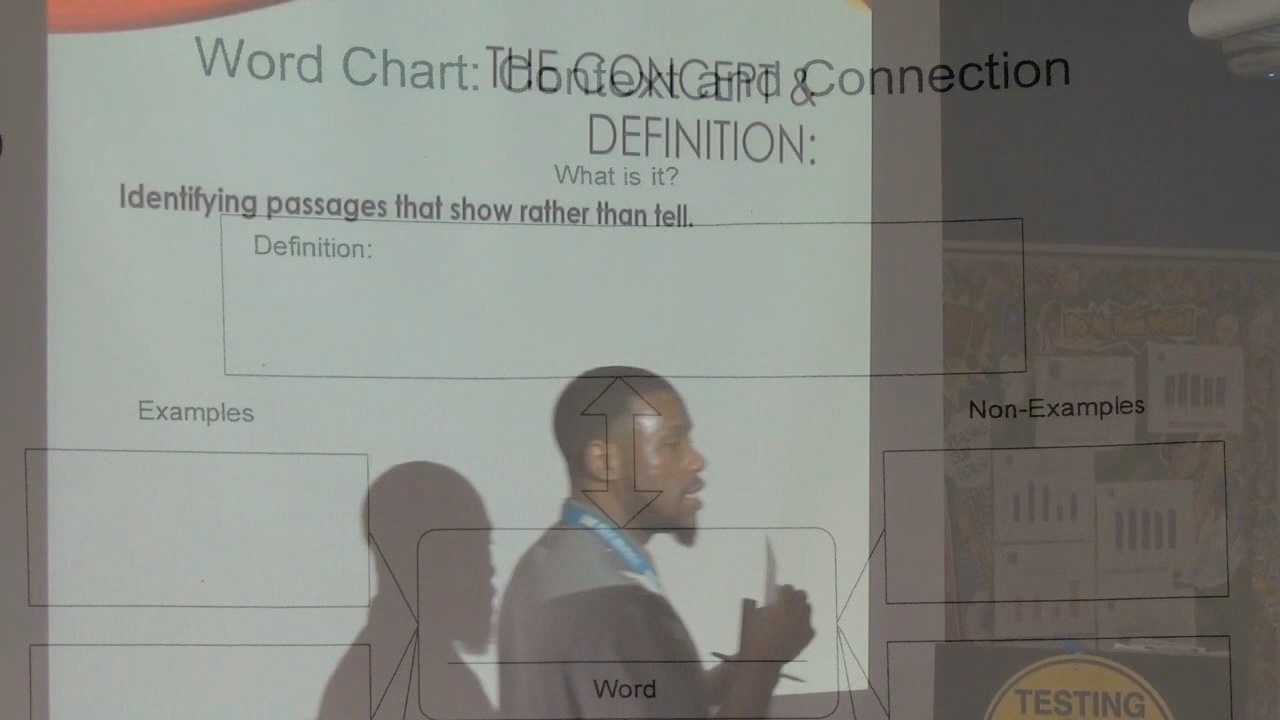 Word Chart: Context and Connection
THE CONCEPT &
DEFINITION:
What is it?
Identifying passages that show rather than tell.
Definition:
Examples
Non-Examples
Word
TESTING